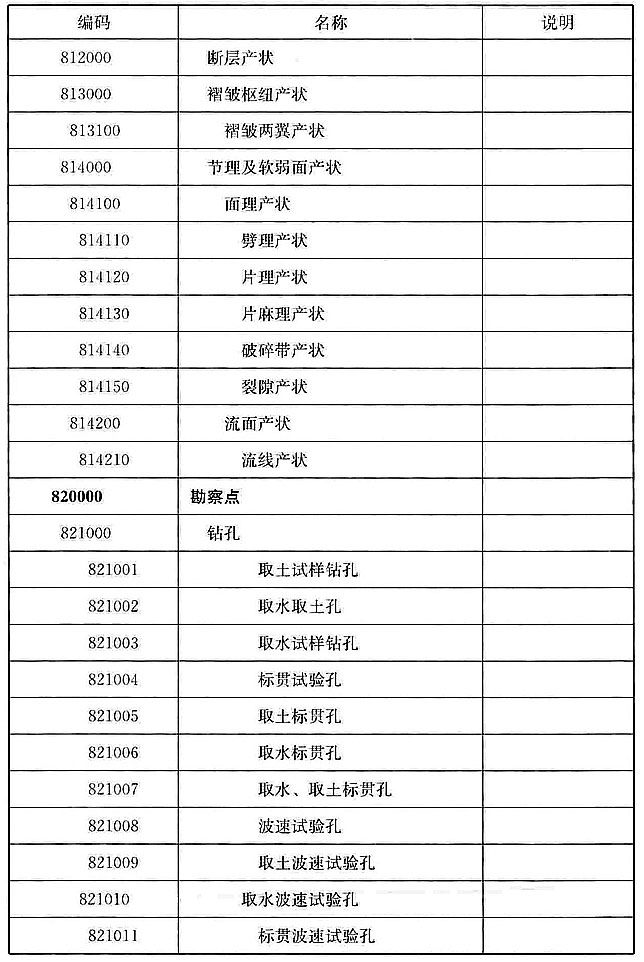 编码 名称 说明
812000 断层产状
813000 褶皱枢纽产状
813100 褶皱两翼产状
814000 节理及软弱面产状
814100 面理产状
814110 劈理产状
814120 片理产状
814130 片麻理产状
814140 破碎带产状
814150 裂隙产状
814200 流面产状
814210 流线产状
820000 勘察点
821000 钻孔
821001 取土试样钻孔
821002 取水取土孔
821003 取水试样钻孔
821004 标贯试验孔
821005 取土标贯孔
821006 取水标贯孔
821007 取水、取土标贯孔
821008 波速试验孔
821009 取土波速试验孔
821010 取水波速试验孔
821011 标贯波速试验孔